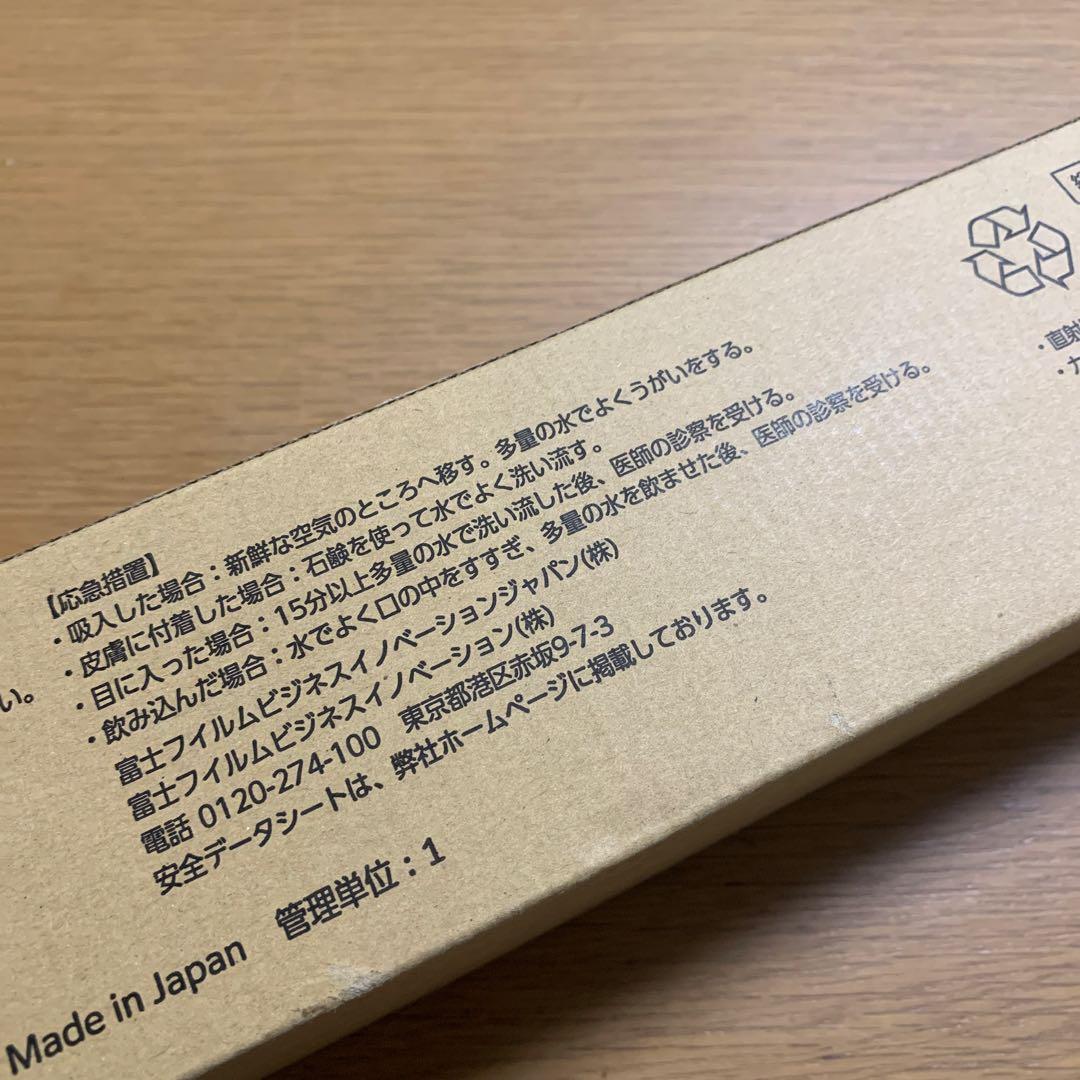 【応急措置】
・吸入した場合：新鮮な空気のところへ移す。多量の水でよくうがいをする。
・皮膚に付着した場合：石鹸を使って水でよく洗い流す。
・目に入った場合：15分以上多量の水で洗い流した後、医師の診察を受ける。
・飲み込んだ場合：水でよく口の中をすすぎ、多量の水を飲ませた後、医師の診察を受ける。
富士フイルムビジネスイノベーションジャパン(株)
富士フイルムビジネスイノベーション(株)
電話 0120-274-100 東京都港区赤坂9-7-3
安全データシートは、弊社ホームページに掲載しております。
Made in Japan 管理単位：1
い。
・直射